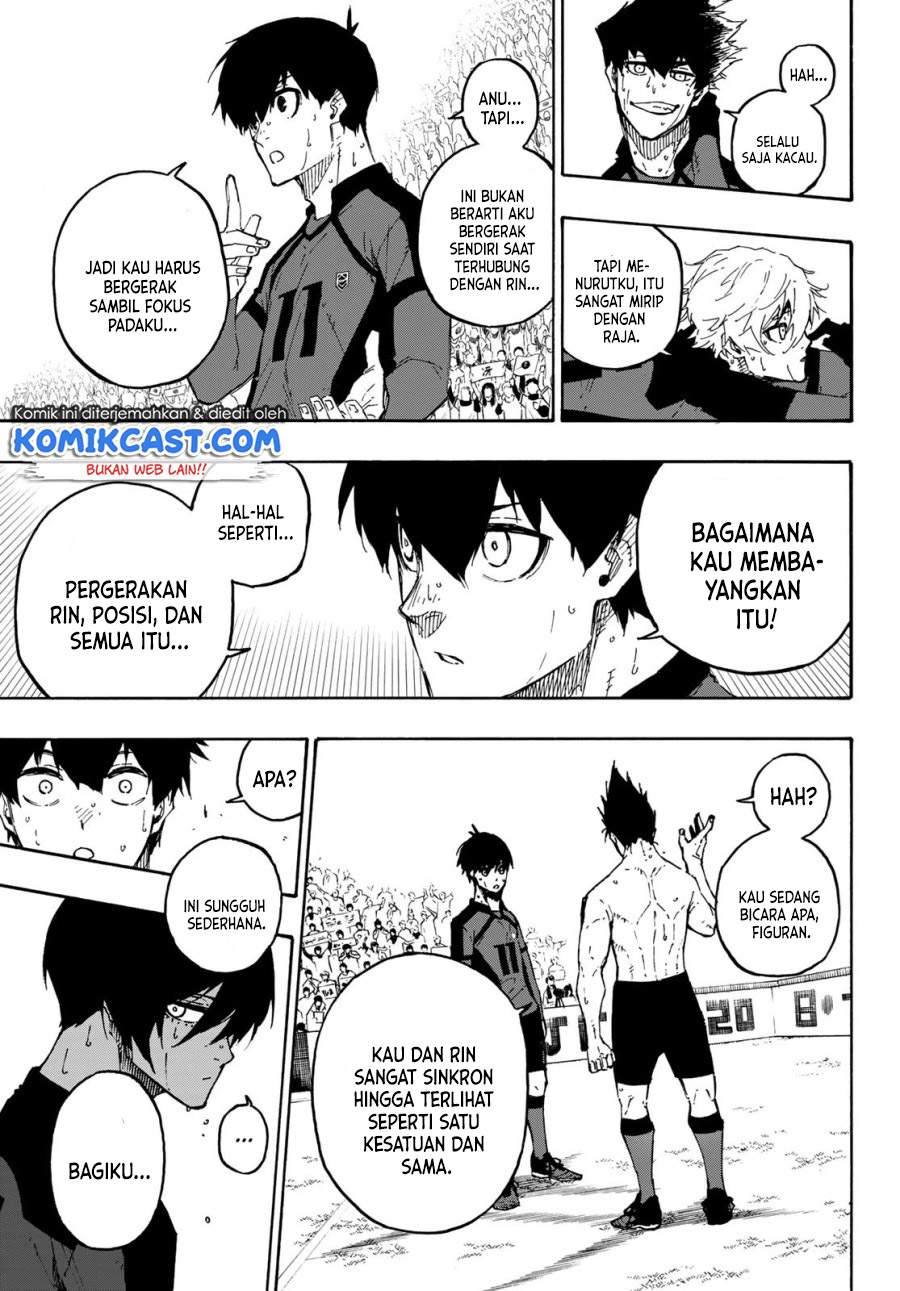 HAH...
SELALU
SAJA KACAU.
TAPI ME-
NURUTKU, ITU
SANGAT MIRIP
DENGAN
RAJA.
ANU...
TAPI...
INI BUKAN
BERARTI AKU
BERGERAK
SENDIRI SAAT
TERHUBUNG
DENGAN RIN...
JADI KAU HARUS
BERGERAK
SAMBIL FOKUS
PADAKU...
11
Komik ini diterjemahkan & diedit oleh
KOMIKCAST.COM
BUKAN WEB LAIN!!
BAGAIMANA
KAU MEMBA-
YANGKAN
ITU!
HAL-HAL
SEPERTI...
PERGERAKAN
RIN, POSISI, DAN
SEMUA ITU...
HAH?
KAU SEDANG
BICARA APA,
FIGURAN.
11
20 8
KAU DAN RIN
SANGAT SINKRON
HINGGA TERLIHAT
SEPERTI SATU
KESATUAN DAN
SAMA.
APA?
INI SUNGGUH
SEDERHANA.
...
BAGIKU...